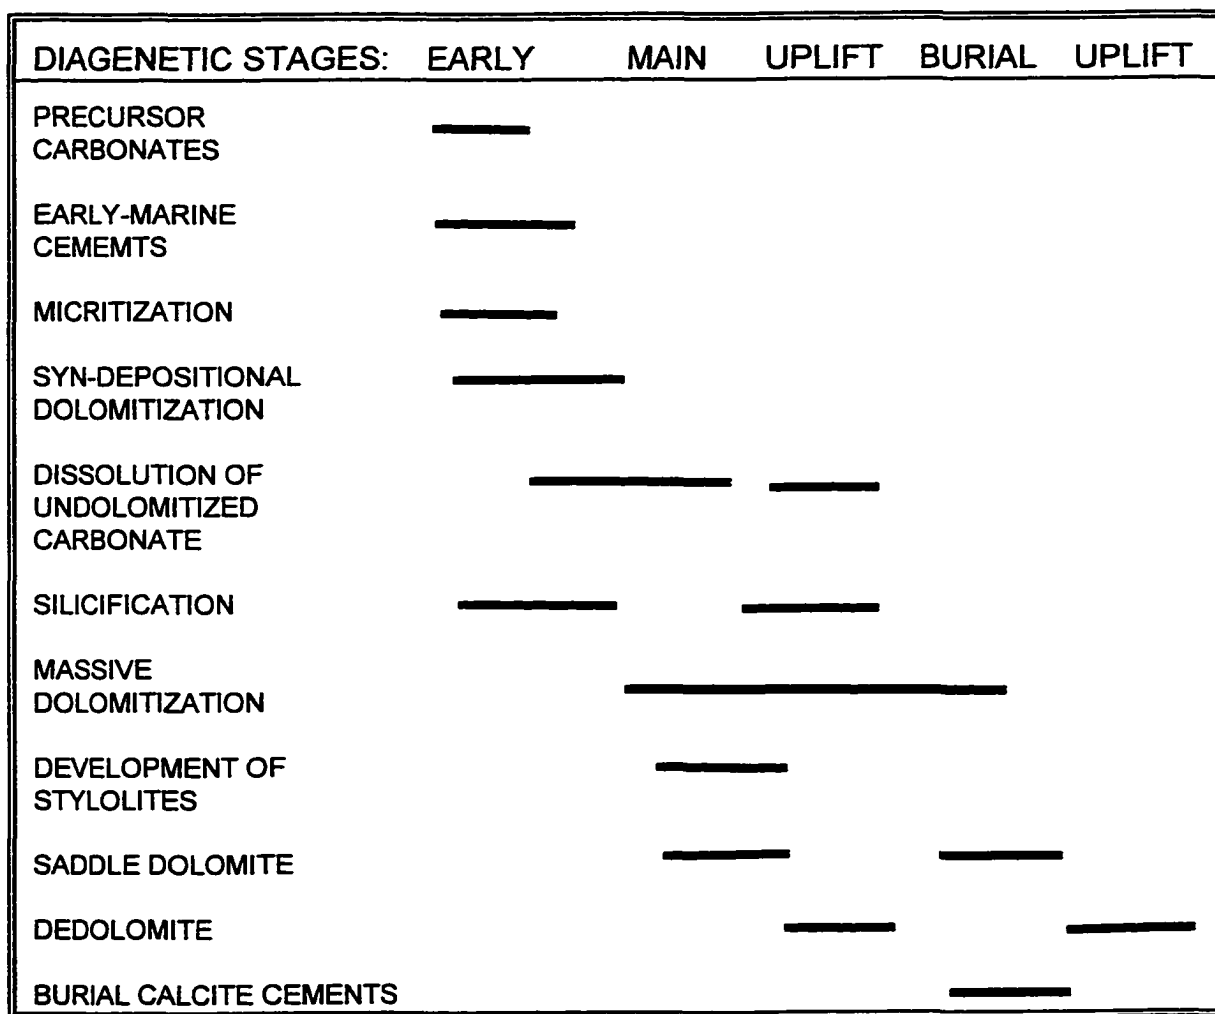 DIAGENETIC STAGES: EARLY MAIN UPLIFT BURIAL UPLIFT
PRECURSOR
CARBONATES
EARLY-MARINE
CEMEMTS
MICRITIZATION
SYN-DEPOSITIONAL
DOLOMITIZATION
DISSOLUTION OF
UNDOLOMITIZED
CARBONATE
SILICIFICATION
MASSIVE
DOLOMITIZATION
DEVELOPMENT OF
STYLOLITES
SADDLE DOLOMITE
DEDOLOMITE
BURIAL CALCITE CEMENTS